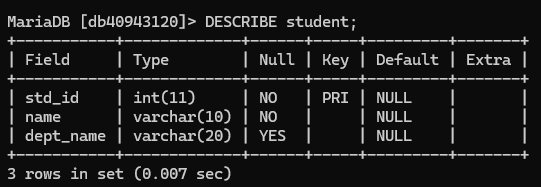 MariaDB [db40943120]> DESCRIBE student;
+-----------+-------------+------+-----+---------+-------+
| Field     | Type        | Null | Key | Default | Extra |
+-----------+-------------+------+-----+---------+-------+
| std_id    | int(11)     | NO   | PRI | NULL    |       |
| name      | varchar(10) | NO   |     | NULL    |       |
| dept_name | varchar(20) | YES  |     | NULL    |       |
+-----------+-------------+------+-----+---------+-------+
3 rows in set (0.007 sec)